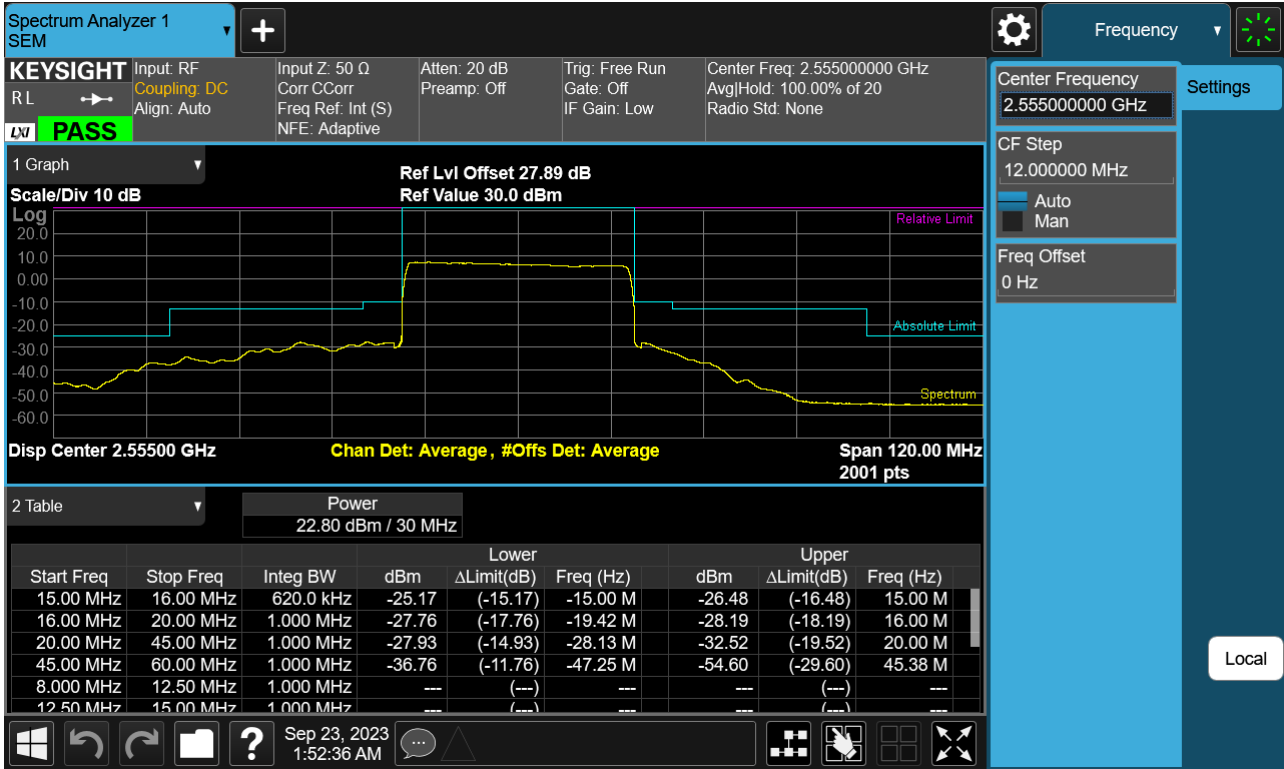 Spectrum Analyzer 1
SEM
Frequency
KEYSIGHT
RL
LXI
PASS
Input: RF
Coupling: DC
Align: Auto
Input Z: 50 Ω
Corr CCorr
Freq Ref: Int (S)
NFE: Adaptive
Atten: 20 dB
Preamp: Off
Trig: Free Run
Gate: Off
IF Gain: Low
Center Freq: 2.555000000 GHz
Avg|Hold: 100.00% of 20
Radio Std: None
Center Frequency
2.555000000 GHz
Settings
CF Step
12.000000 MHz
Auto
Man
Freq Offset
0 Hz
Local
1 Graph
Scale/Div 10 dB
Ref Lvl Offset 27.89 dB
Ref Value 30.0 dBm
Log
20.0
10.0
0.00
-10.0
-20.0
-30.0
-40.0
-50.0
-60.0
Relative Limit
Absolute Limit
Spectrum
Disp Center 2.55500 GHz
Chan Det: Average , #Offs Det: Average
Span 120.00 MHz
2001 pts
2 Table
Power
22.80 dBm / 30 MHz
Lower Upper
Start Freq Stop Freq Integ BW dBm ΔLimit(dB) Freq (Hz) dBm ΔLimit(dB) Freq (Hz)
15.00 MHz 16.00 MHz 620.0 kHz -25.17 (-15.17) -15.00 M -26.48 (-16.48) 15.00 M
16.00 MHz 20.00 MHz 1.000 MHz -27.76 (-17.76) -19.42 M -28.19 (-18.19) 16.00 M
20.00 MHz 45.00 MHz 1.000 MHz -27.93 (-14.93) -28.13 M -32.52 (-19.52) 20.00 M
45.00 MHz 60.00 MHz 1.000 MHz -36.76 (-11.76) -47.25 M -54.60 (-29.60) 45.38 M
8.000 MHz 12.50 MHz 1.000 MHz --- (---) --- --- (---) ---
12.50 MHz 15.00 MHz 1.000 MHz --- (---) --- --- (---) ---
?
Sep 23, 2023
1:52:36 AM